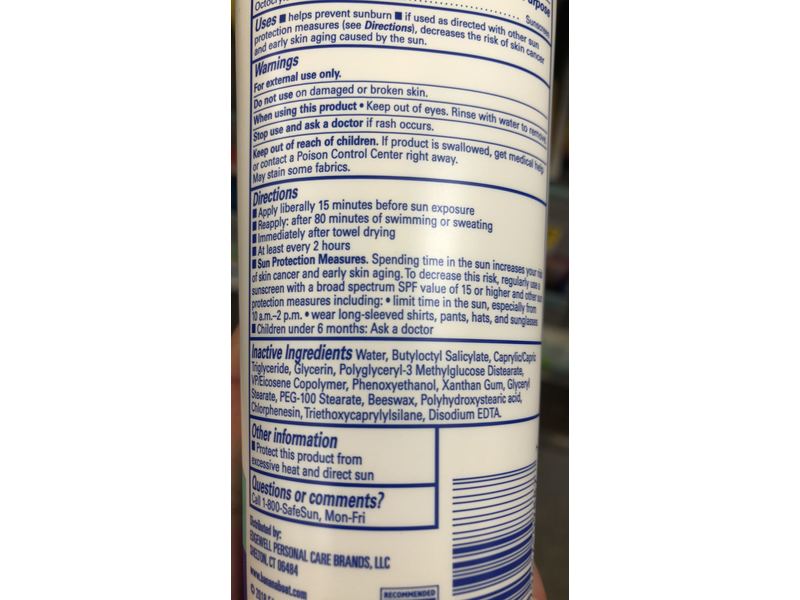 Purpose
Octocryl
Sunscreen
Uses ■ helps prevent sunburn ■ if used as directed with other sun
protection measures (see Directions), decreases the risk of skin cancer
and early skin aging caused by the sun.
Warnings
For external use only.
Do not use on damaged or broken skin.
When using this product • Keep out of eyes. Rinse with water to remove.
Stop use and ask a doctor if rash occurs.
Keep out of reach of children. If product is swallowed, get medical help
or contact a Poison Control Center right away.
May stain some fabrics.
Directions
■ Apply liberally 15 minutes before sun exposure
■ Reapply: after 80 minutes of swimming or sweating
■ Immediately after towel drying
■ At least every 2 hours
■ Sun Protection Measures. Spending time in the sun increases your risk
of skin cancer and early skin aging. To decrease this risk, regularly use a
sunscreen with a broad spectrum SPF value of 15 or higher and other sun
protection measures including: • limit time in the sun, especially from
10 a.m.–2 p.m. • wear long-sleeved shirts, pants, hats, and sunglasses
■ Children under 6 months: Ask a doctor
Inactive Ingredients Water, Butyloctyl Salicylate, Caprylic/Capric
Triglyceride, Glycerin, Polyglyceryl-3 Methylglucose Distearate,
VP/Eicosene Copolymer, Phenoxyethanol, Xanthan Gum, Glyceryl
Stearate, PEG-100 Stearate, Beeswax, Polyhydroxystearic acid,
Chlorphenesin, Triethoxycaprylylsilane, Disodium EDTA.
Other information
■ Protect this product from
excessive heat and direct sun
Questions or comments?
Call 1-800-SafeSun, Mon-Fri
Distributed by:
EDGEWELL PERSONAL CARE BRANDS, LLC
SHELTON, CT 06484
www.bananaboat.com
© 2018
RECOMMENDED